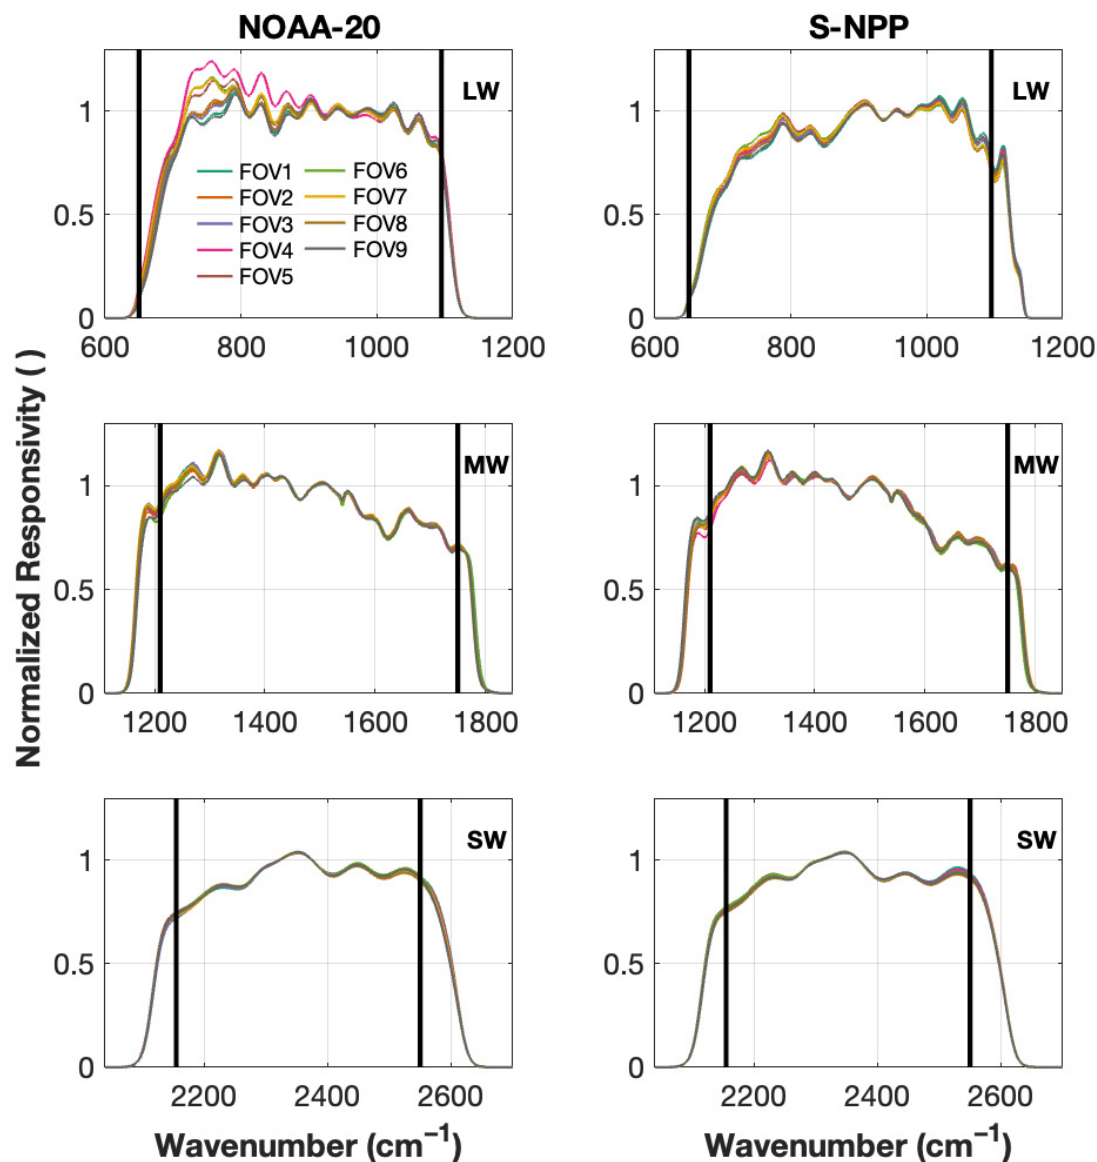 NOAA-20
S-NPP
LW
LW
1
1
FOV1 FOV6
FOV2 FOV7
FOV3 FOV8
FOV4 FOV9
FOV5
0.5
0.5
0
0
600 800 1000 1200
600 800 1000 1200
Normalized Responsivity ( )
MW
MW
1
1
0.5
0.5
0
0
1200 1400 1600 1800
1200 1400 1600 1800
SW
SW
1
1
0.5
0.5
0
0
2200 2400 2600
2200 2400 2600
Wavenumber (cm⁻¹)
Wavenumber (cm⁻¹)